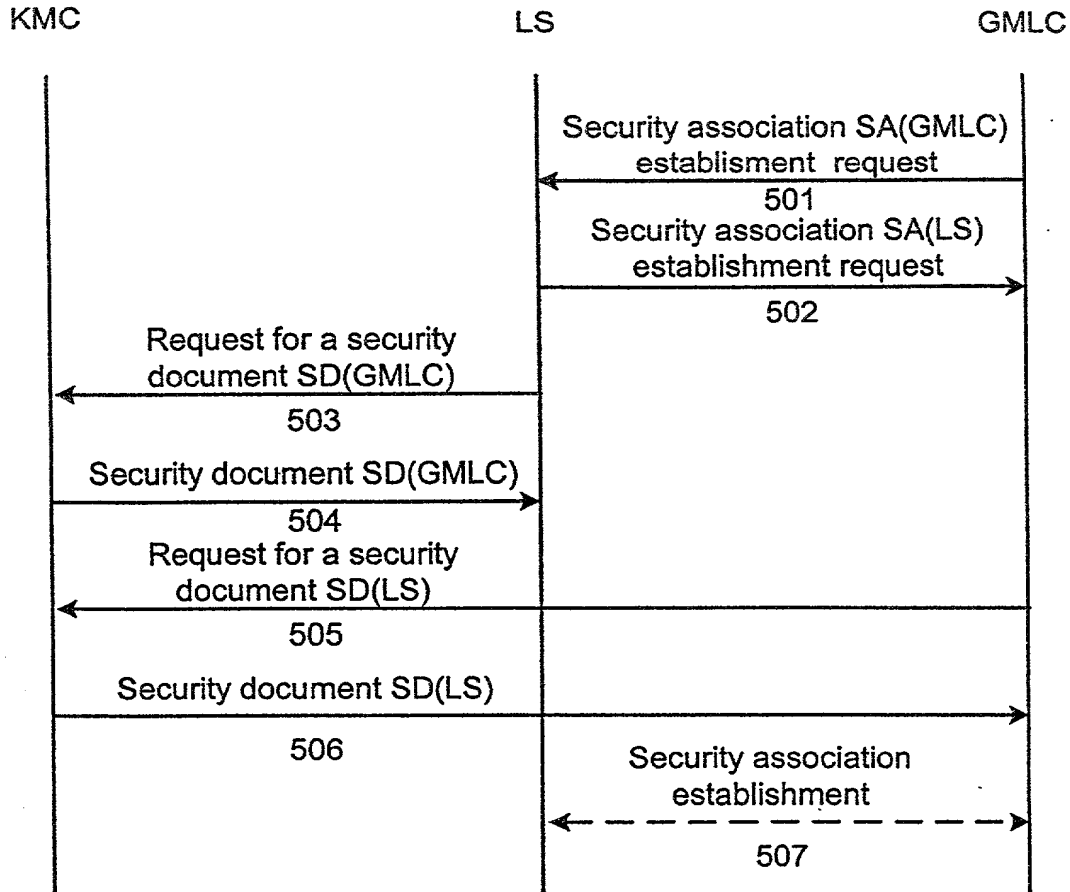 KMC
LS
GMLC
Security association SA(GMLC)
establisment request
501
Security association SA(LS)
establishment request
502
Request for a security
document SD(GMLC)
503
Security document SD(GMLC)
504
Request for a security
document SD(LS)
505
Security document SD(LS)
506
Security association
establishment
507